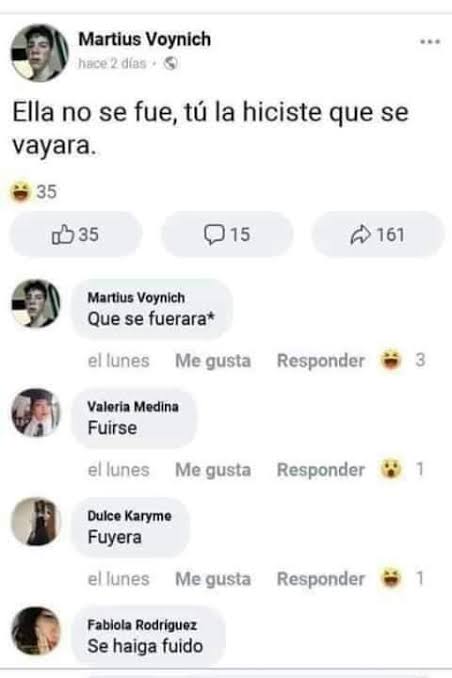 Martius Voynich
hace 2 días ·
Ella no se fue, tú la hiciste que se
vayara.
35
35
15
161
Martius Voynich
Que se fuerara*
el lunes Me gusta Responder 3
Valeria Medina
Fuirse
el lunes Me gusta Responder 1
Dulce Karyme
Fuyera
el lunes Me gusta Responder 1
Fabiola Rodríguez
Se haiga fuido